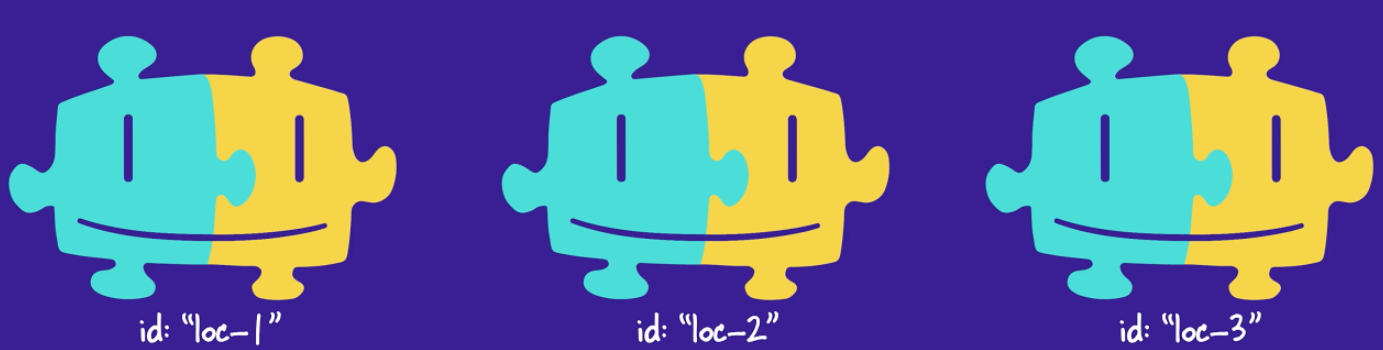 id: “loc-1”
id: “loc-2”
id: “loc-3”